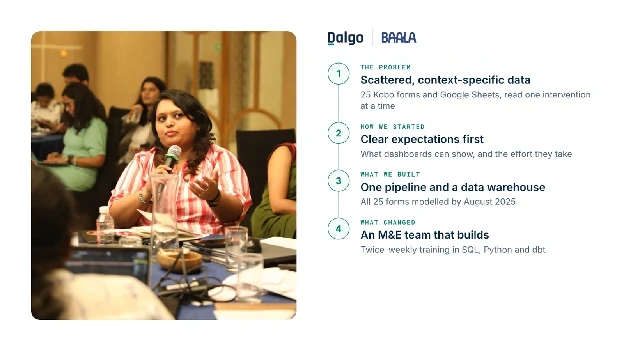 Dalgo | BAALA
1
THE PROBLEM
Scattered, context-specific data
25 Kobo forms and Google Sheets, read one intervention
at a time
2
HOW WE STARTED
Clear expectations first
What dashboards can show, and the effort they take
3
WHAT WE BUILT
One pipeline and a data warehouse
All 25 forms modelled by August 2025
4
WHAT CHANGED
An M&E team that builds
Twice-weekly training in SQL, Python and dbt